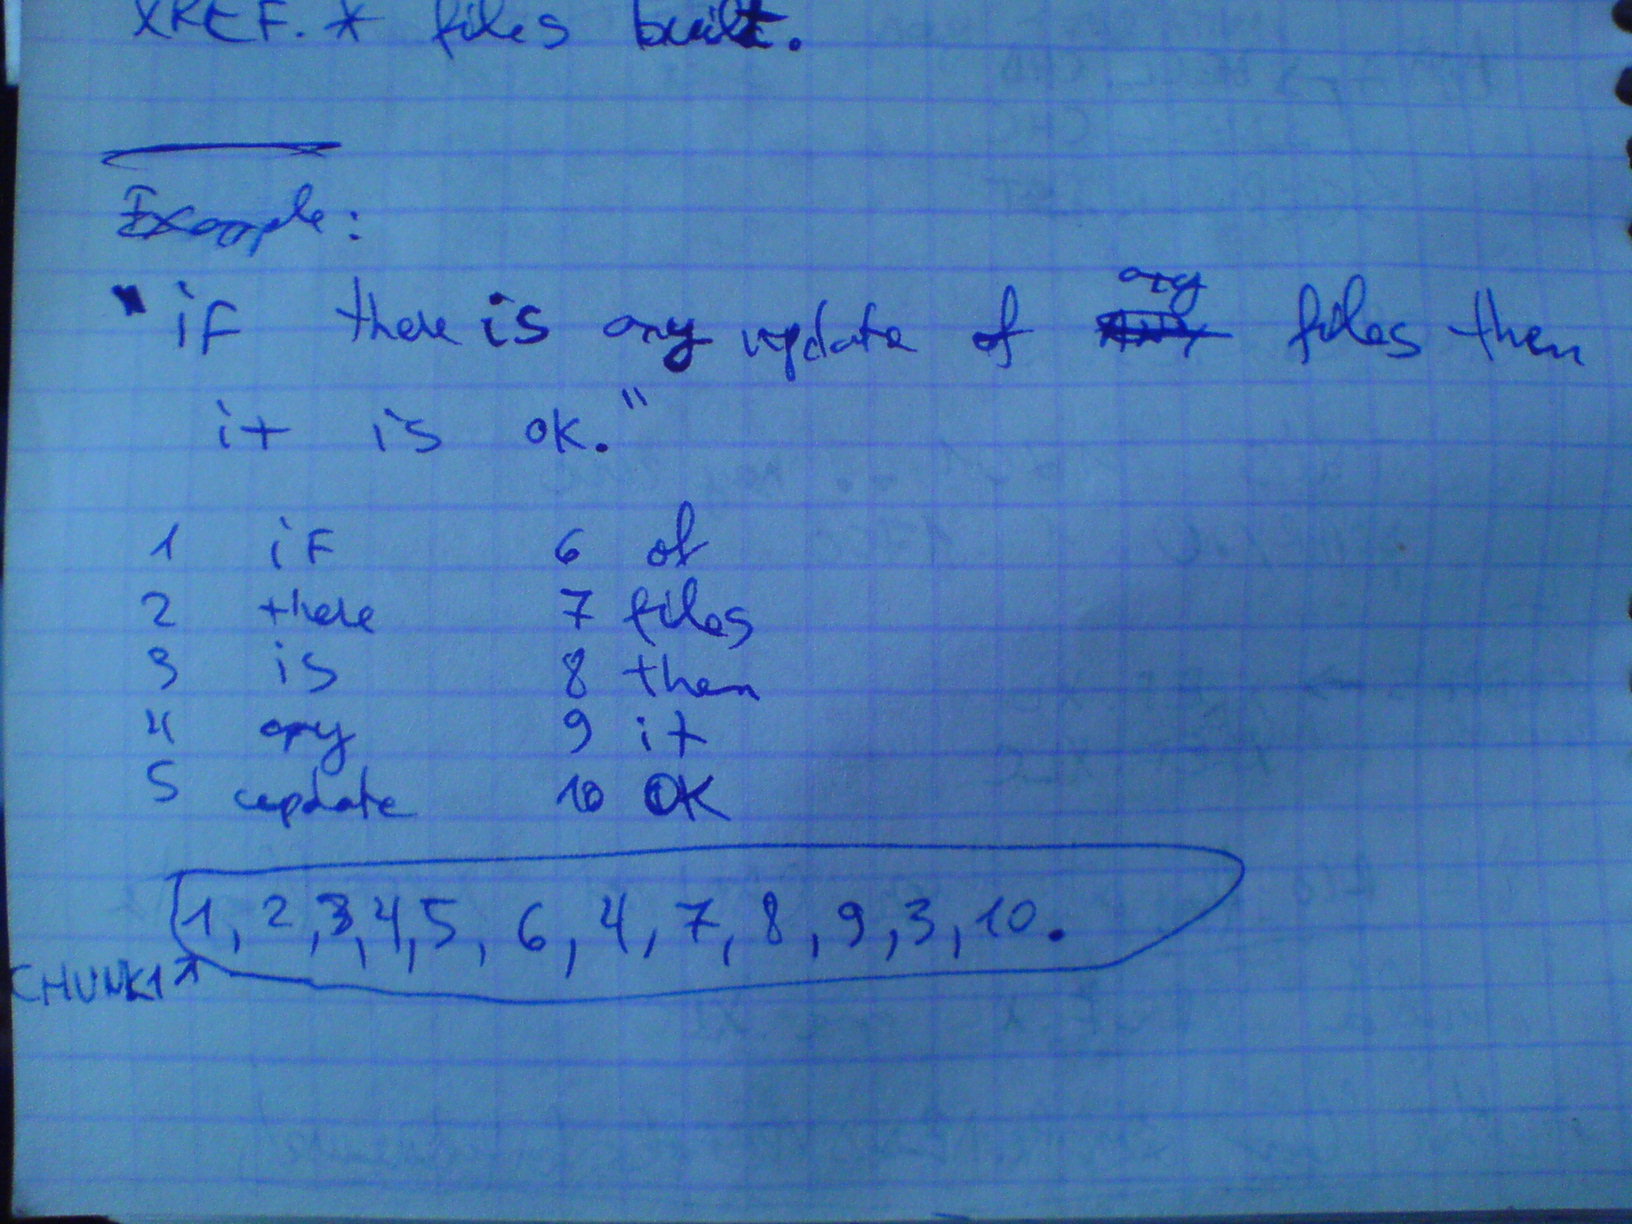 XREF. * files built.
Example:
"if there is any update of any files then
it is ok."
1 if 6 of
2 there 7 files
3 is 8 then
4 any 9 it
5 update 10 OK
1, 2, 3, 4, 5, 6, 4, 7, 8, 9, 3, 10.
CHUNK1